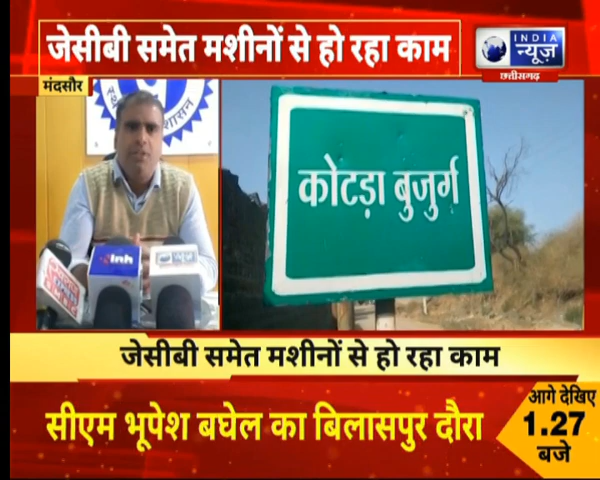 जेसीबी समेत मशीनों से हो रहा काम
INDIA
न्यूज़
छत्तीसगढ़
मंदसौर
शासन
कोटड़ा बुजुर्ग
inh
न्यूज़
जेसीबी समेत मशीनों से हो रहा काम
सीएम भूपेश बघेल का बिलासपुर दौरा
आगे देखिए
1.27
बजे